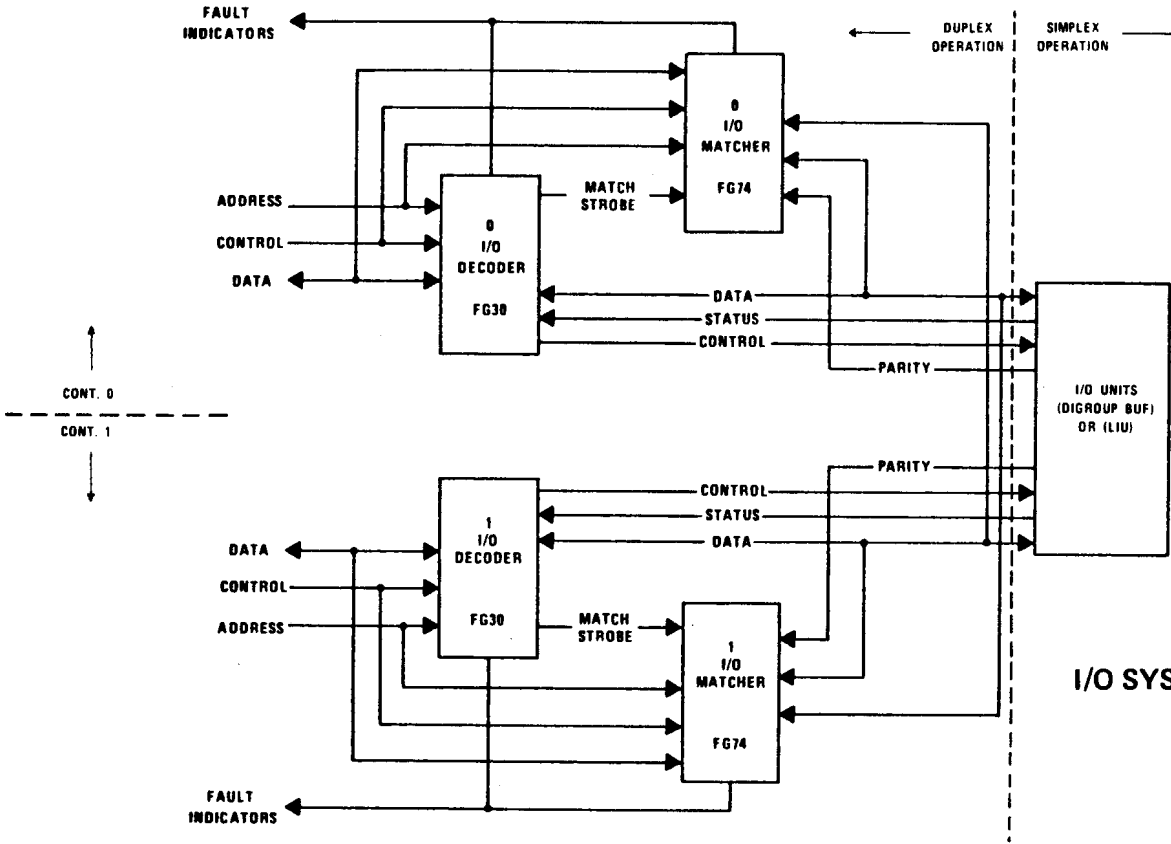 FAULT
INDICATORS
DUPLEX
OPERATION
SIMPLEX
OPERATION
0
I/O
MATCHER
FG74
ADDRESS
CONTROL
DATA
MATCH
STROBE
0
I/O
DECODER
FG30
DATA
STATUS
CONTROL
PARITY
I/O UNITS
(DIGROUP BUF)
OR (LIU)
CONT. 0
CONT. 1
PARITY
CONTROL
STATUS
DATA
1
I/O
DECODER
FG30
DATA
CONTROL
ADDRESS
MATCH
STROBE
1
I/O
MATCHER
FG74
I/O SYS
FAULT
INDICATORS